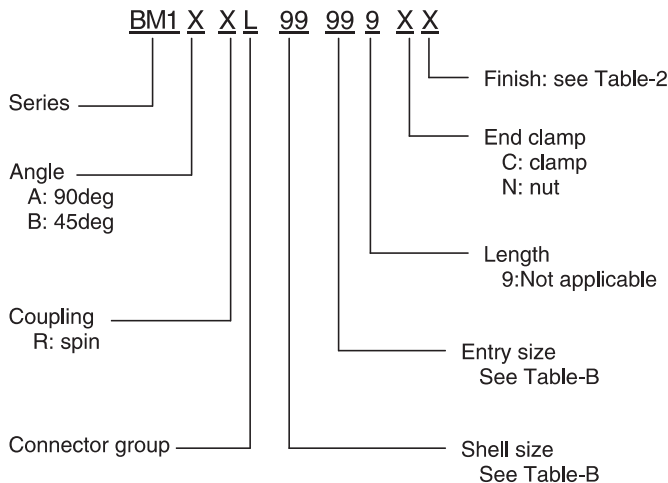 BM1 X X L 99 99 9 X X
Finish: see Table-2
Series
End clamp
C: clamp
N: nut
Angle
A: 90deg
B: 45deg
Length
9:Not applicable
Coupling
R: spin
Entry size
See Table-B
Connector group
Shell size
See Table-B